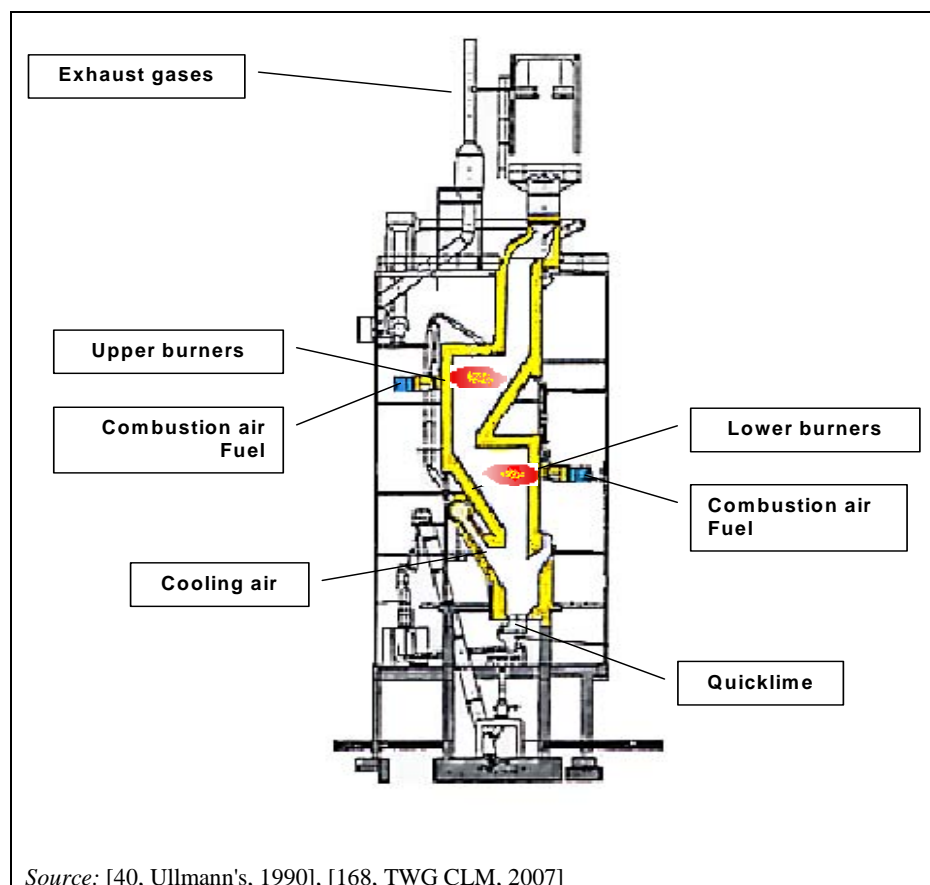 Exhaust gases
Upper burners
Combustion air
Fuel
Lower burners
Combustion air
Fuel
Cooling air
Quicklime
Source: [40, Ullmann's, 1990], [168, TWG CLM, 2007]